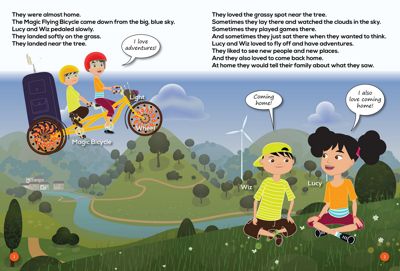 They were almost home.
The Magic Flying Bicycle came down from the big, blue sky.
Lucy and Wiz pedaled slowly.
They landed softly on the grass.
They landed near the tree.
I love
adventures!
Light
Wheel
Magic Bicycle
They loved the grassy spot near the tree.
Sometimes they lay there and watched the clouds in the sky.
Sometimes they played games there.
And sometimes they just sat there when they wanted to think.
Lucy and Wiz loved to fly off and have adventures.
They liked to see new people and new places.
And they also loved to come back home.
At home they would tell their family about what they saw.
Coming
home!
I also
love coming
home!
Wiz
Lucy